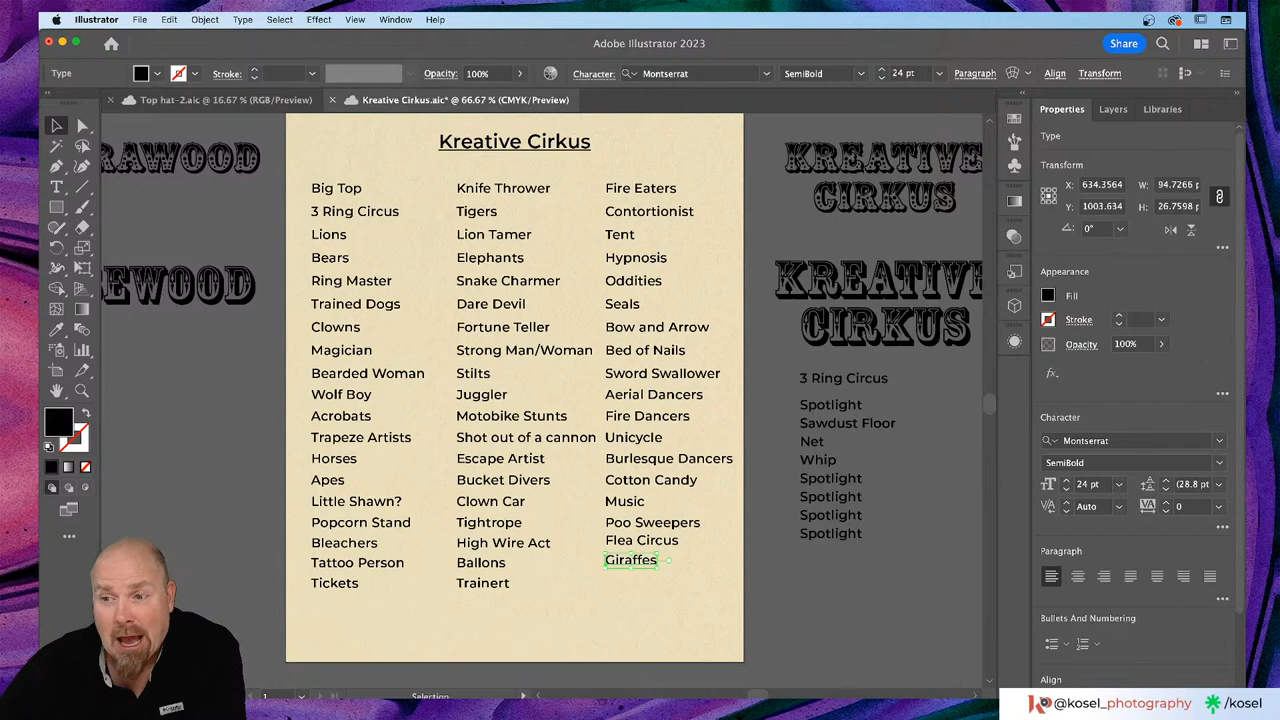 Illustrator File Edit Object Type Select Effect View Window Help
Adobe Illustrator 2023
Share
Type
Stroke:
Opacity: 100%
Character: Montserrat
SemiBold
24 pt
Paragraph
Align
Transform
Top hat-2.aic @ 16.67 % (RGB/Preview)
Kreative Cirkus.aic* @ 66.67 % (CMYK/Preview)
RAWOOD
EWOOD
Kreative Cirkus
Big Top
3 Ring Circus
Lions
Bears
Ring Master
Trained Dogs
Clowns
Magician
Bearded Woman
Wolf Boy
Acrobats
Trapeze Artists
Horses
Apes
Little Shawn?
Popcorn Stand
Bleachers
Tattoo Person
Tickets
Knife Thrower
Tigers
Lion Tamer
Elephants
Snake Charmer
Dare Devil
Fortune Teller
Strong Man/Woman
Stilts
Juggler
Motobike Stunts
Shot out of a cannon
Escape Artist
Bucket Divers
Clown Car
Tightrope
High Wire Act
Ballons
Trainert
Fire Eaters
Contortionist
Tent
Hypnosis
Oddities
Seals
Bow and Arrow
Bed of Nails
Sword Swallower
Aerial Dancers
Fire Dancers
Unicycle
Burlesque Dancers
Cotton Candy
Music
Poo Sweepers
Flea Circus
Giraffes
KREATIVE
CIRKUS
KREATIVE
CIRKUS
3 Ring Circus
Spotlight
Sawdust Floor
Net
Whip
Spotlight
Spotlight
Spotlight
Spotlight
Properties Layers Libraries
Type
Transform
X: 634.3564 W: 94.7266 p
Y: 1003.634 H: 26.7598 p
0°
Appearance
Fill
Stroke
Opacity 100%
fx.
Character
Montserrat
SemiBold
24 pt (28.8 p
Auto 0
Paragraph
Bullets And Numbering
Align
1 Selection
@kosel_photography /kosel